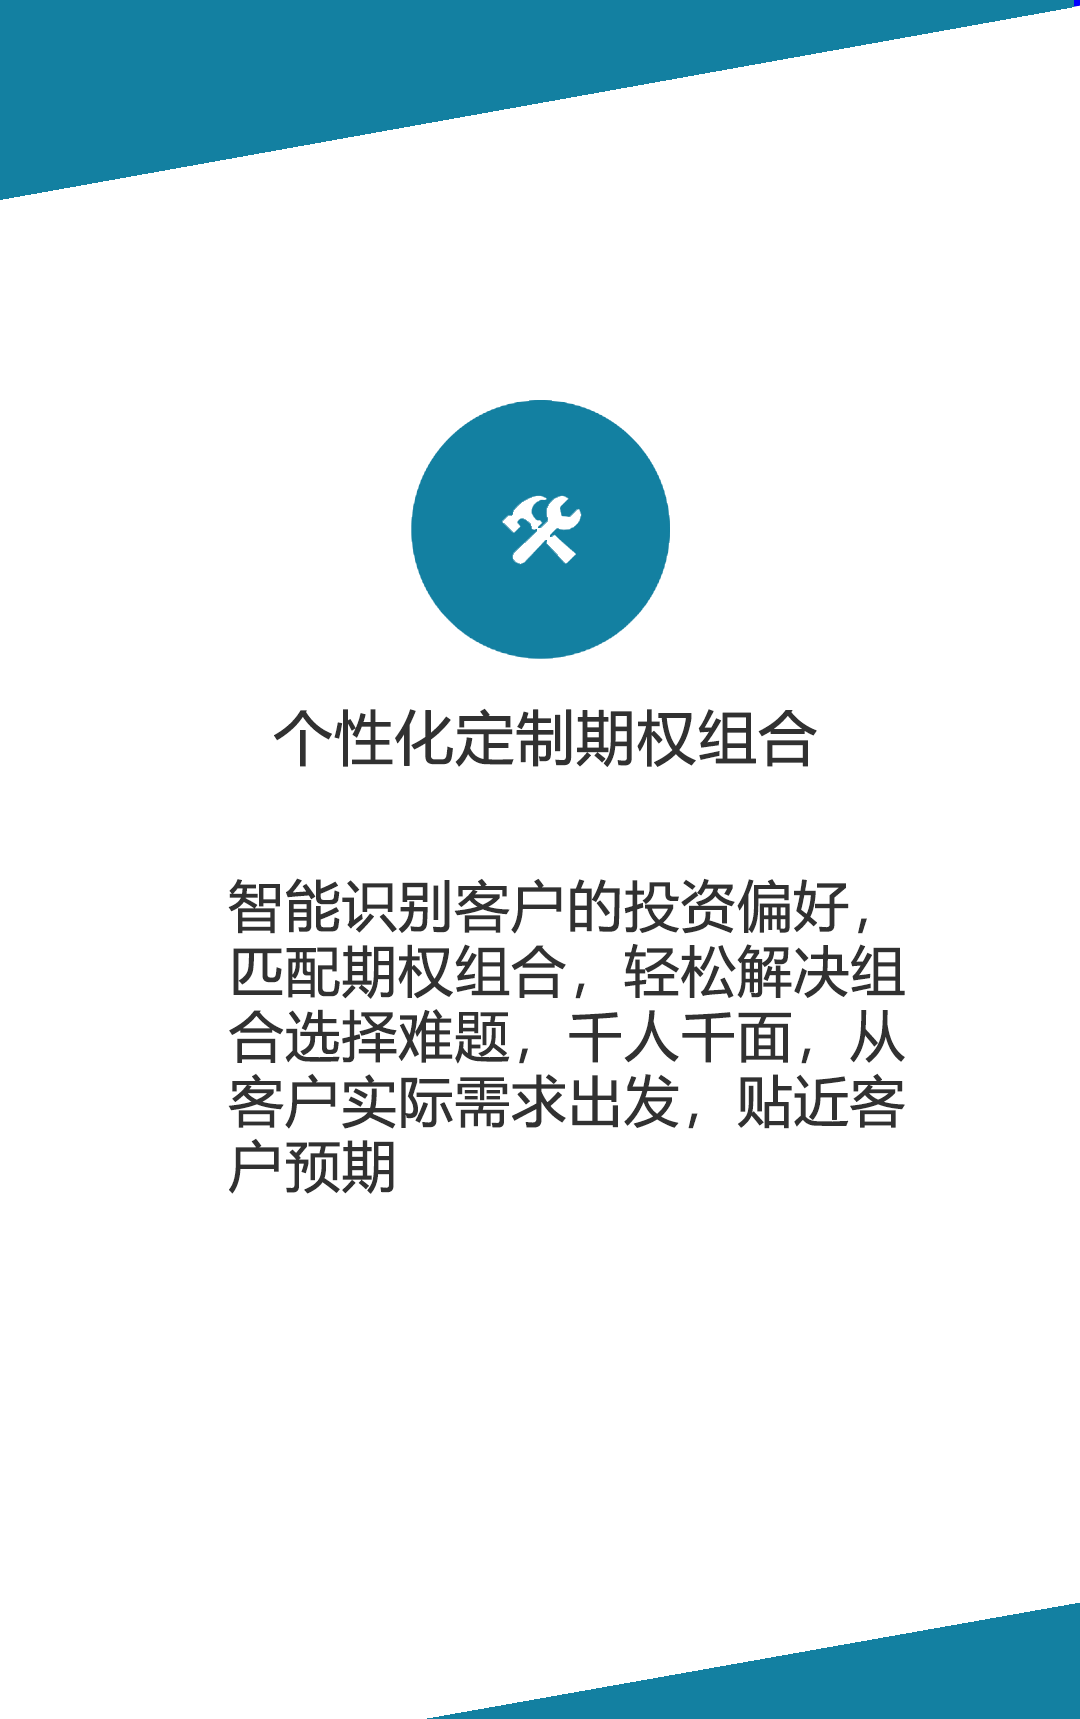 个性化定制期权组合
智能识别客户的投资偏好，
匹配期权组合，轻松解决组
合选择难题，千人千面，从
客户实际需求出发，贴近客
户预期